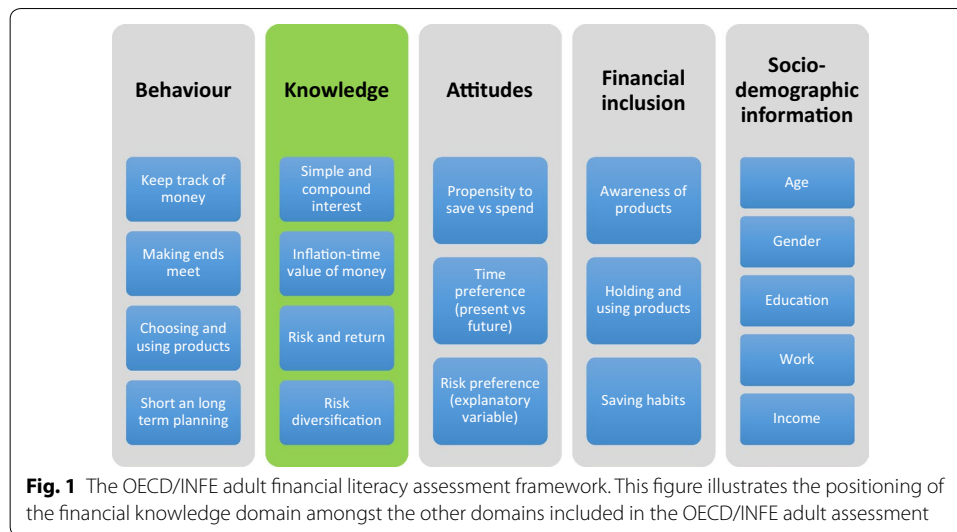 Behaviour
Keep track of
money
Making ends
meet
Choosing and
using products
Short an long
term planning
Knowledge
Simple and
compound
interest
Inflation-time
value of money
Risk and return
Risk
diversification
Attitudes
Propensity to
save vs spend
Time
preference
(present vs
future)
Risk preference
(explanatory
variable)
Financial
inclusion
Awareness of
products
Holding and
using products
Saving habits
Socio-
demographic
information
Age
Gender
Education
Work
Income
Fig. 1 The OECD/INFE adult financial literacy assessment framework. This figure illustrates the positioning of
the financial knowledge domain amongst the other domains included in the OECD/INFE adult assessment